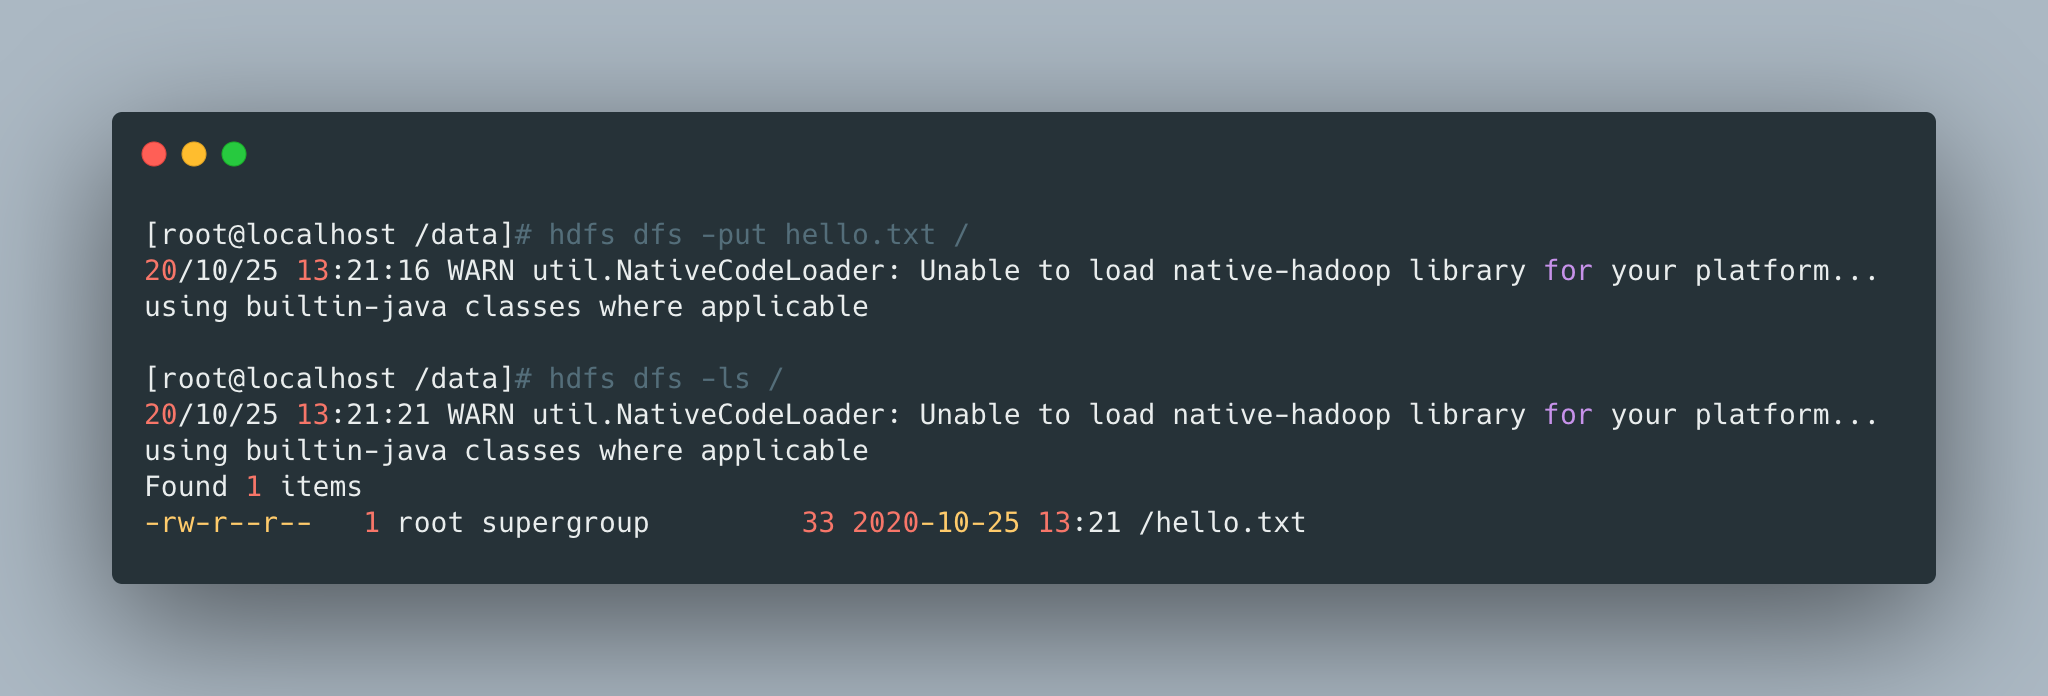 [root@localhost /data]# hdfs dfs -put hello.txt /
20/10/25 13:21:16 WARN util.NativeCodeLoader: Unable to load native-hadoop library for your platform...
using builtin-java classes where applicable

[root@localhost /data]# hdfs dfs -ls /
20/10/25 13:21:21 WARN util.NativeCodeLoader: Unable to load native-hadoop library for your platform...
using builtin-java classes where applicable
Found 1 items
-rw-r--r--   1 root supergroup         33 2020-10-25 13:21 /hello.txt